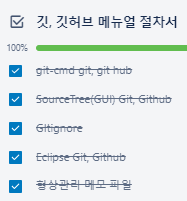 깃, 깃허브 메뉴얼 절차서
100%
git-cmd git, git hub
SourceTree(GUI) Git, Github
GItignore
Eclipse Git, Github
형상관리 메모 파일